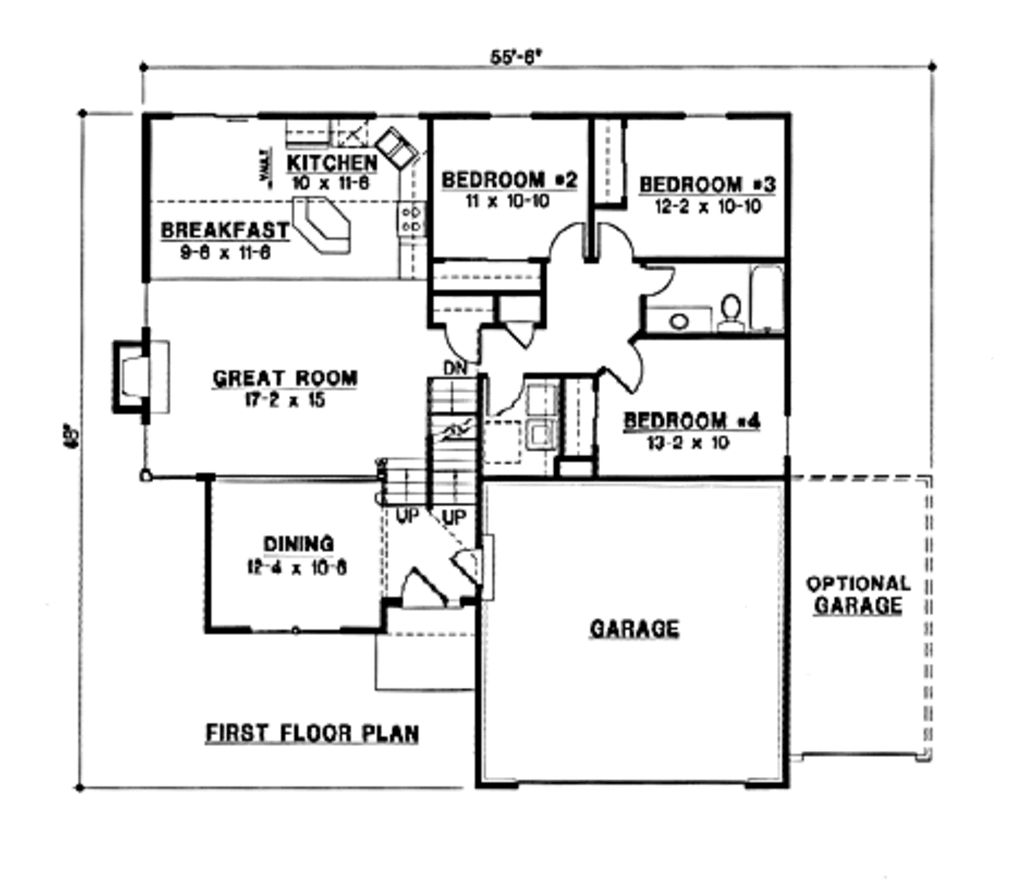 55'-6"
KITCHEN
10 x 11-6
VAULT
BEDROOM #2
11 x 10-10
BEDROOM #3
12-2 x 10-10
BREAKFAST
9-6 x 11-6
GREAT ROOM
17-2 x 15
DN
BEDROOM #4
13-2 x 10
48'
UP
UP
DINING
12-4 x 10-6
OPTIONAL
GARAGE
GARAGE
FIRST FLOOR PLAN